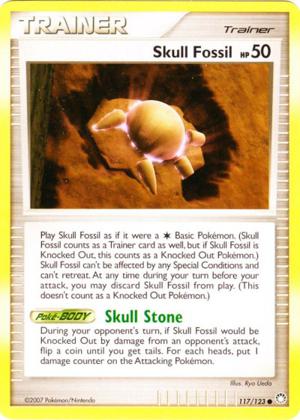 TRAINER
Trainer
Skull Fossil HP 50
Play Skull Fossil as if it were a Basic Pokémon. (Skull
Fossil counts as a Trainer card as well, but if Skull Fossil is
Knocked Out, this counts as a Knocked Out Pokémon.)
Skull Fossil can't be affected by any Special Conditions and
can't retreat. At any time during your turn before your
attack, you may discard Skull Fossil from play. (This
doesn't count as a Knocked Out Pokémon.)
Poké-BODY Skull Stone
During your opponent's turn, if Skull Fossil would be
Knocked Out by damage from an opponent's attack,
flip a coin until you get tails. For each heads, put 1
damage counter on the Attacking Pokémon.
Illus. Ryo Ueda
©2007 Pokémon/Nintendo
117/123